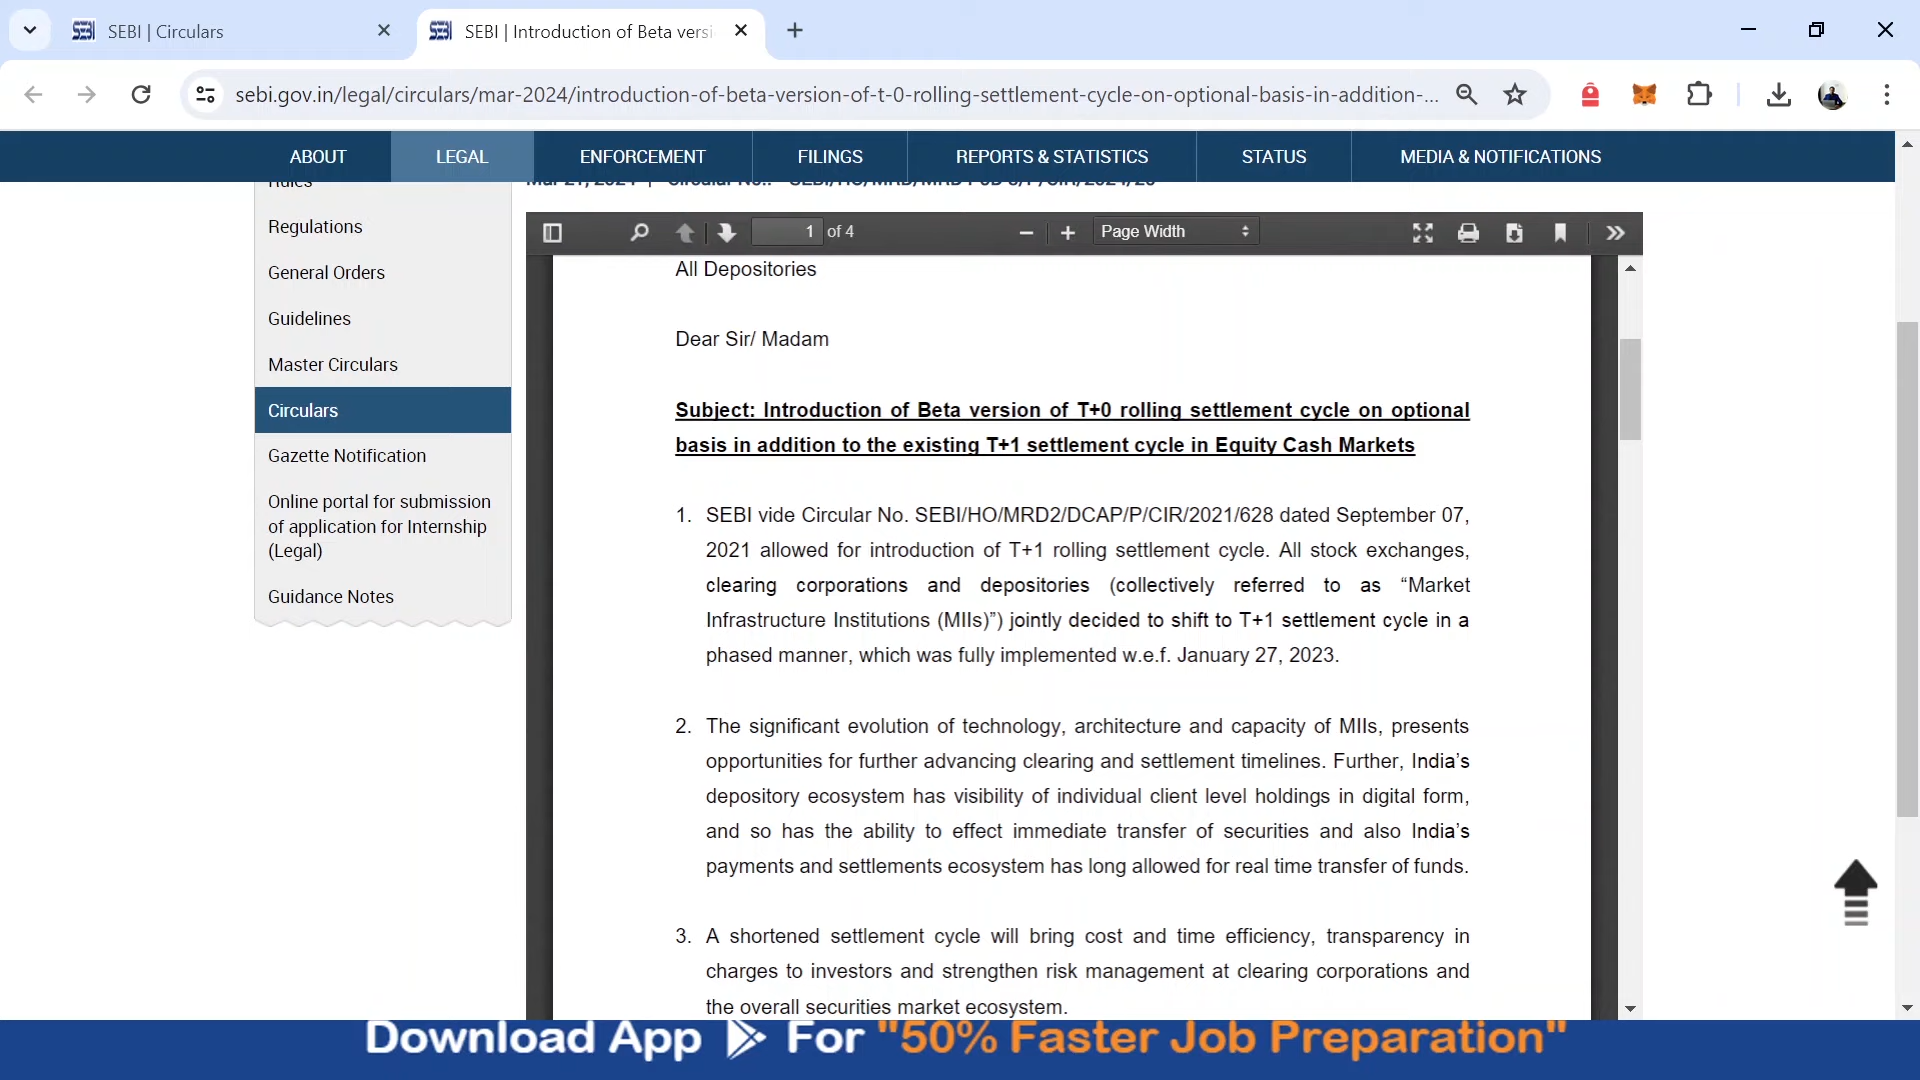 SEBI | Circulars
SEBI | Introduction of Beta versi
sebi.gov.in/legal/circulars/mar-2024/introduction-of-beta-version-of-t-0-rolling-settlement-cycle-on-optional-basis-in-addition-...
ABOUT
LEGAL
ENFORCEMENT
FILINGS
REPORTS & STATISTICS
STATUS
MEDIA & NOTIFICATIONS
Rules
Regulations
General Orders
Guidelines
Master Circulars
Circulars
Gazette Notification
Online portal for submission
of application for Internship
(Legal)
Guidance Notes
1 of 4
Page Width
All Depositories
Dear Sir/ Madam
Subject: Introduction of Beta version of T+0 rolling settlement cycle on optional
basis in addition to the existing T+1 settlement cycle in Equity Cash Markets
1. SEBI vide Circular No. SEBI/HO/MRD2/DCAP/P/CIR/2021/628 dated September 07,
2021 allowed for introduction of T+1 rolling settlement cycle. All stock exchanges,
clearing corporations and depositories (collectively referred to as “Market
Infrastructure Institutions (MIIs)”) jointly decided to shift to T+1 settlement cycle in a
phased manner, which was fully implemented w.e.f. January 27, 2023.
2. The significant evolution of technology, architecture and capacity of MIIs, presents
opportunities for further advancing clearing and settlement timelines. Further, India’s
depository ecosystem has visibility of individual client level holdings in digital form,
and so has the ability to effect immediate transfer of securities and also India’s
payments and settlements ecosystem has long allowed for real time transfer of funds.
3. A shortened settlement cycle will bring cost and time efficiency, transparency in
charges to investors and strengthen risk management at clearing corporations and
the overall securities market ecosystem.
Download App For "50% Faster Job Preparation"